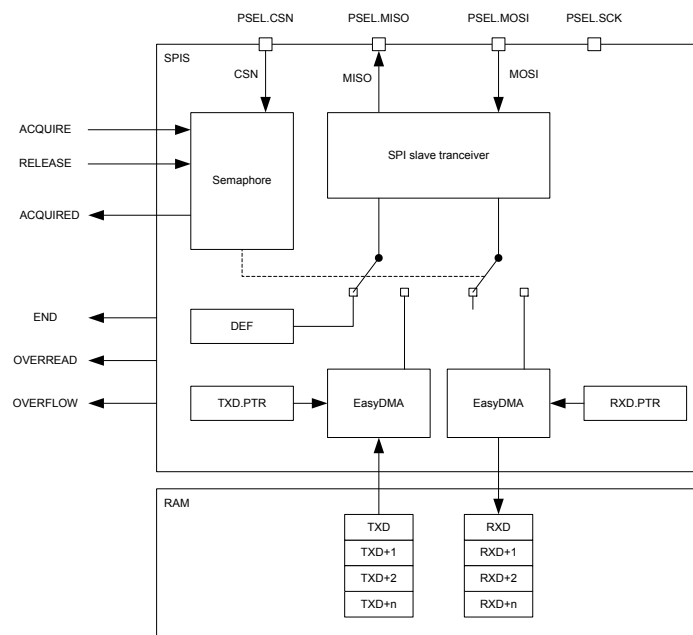 PSEL.CSN PSEL.MISO PSEL.MOSI PSEL.SCK
SPIS
CSN MISO MOSI
ACQUIRE
RELEASE
ACQUIRED
Semaphore
SPI slave tranceiver
END
OVERREAD
OVERFLOW
DEF
TXD.PTR EasyDMA EasyDMA RXD.PTR
RAM
TXD RXD
TXD+1 RXD+1
TXD+2 RXD+2
TXD+n RXD+n